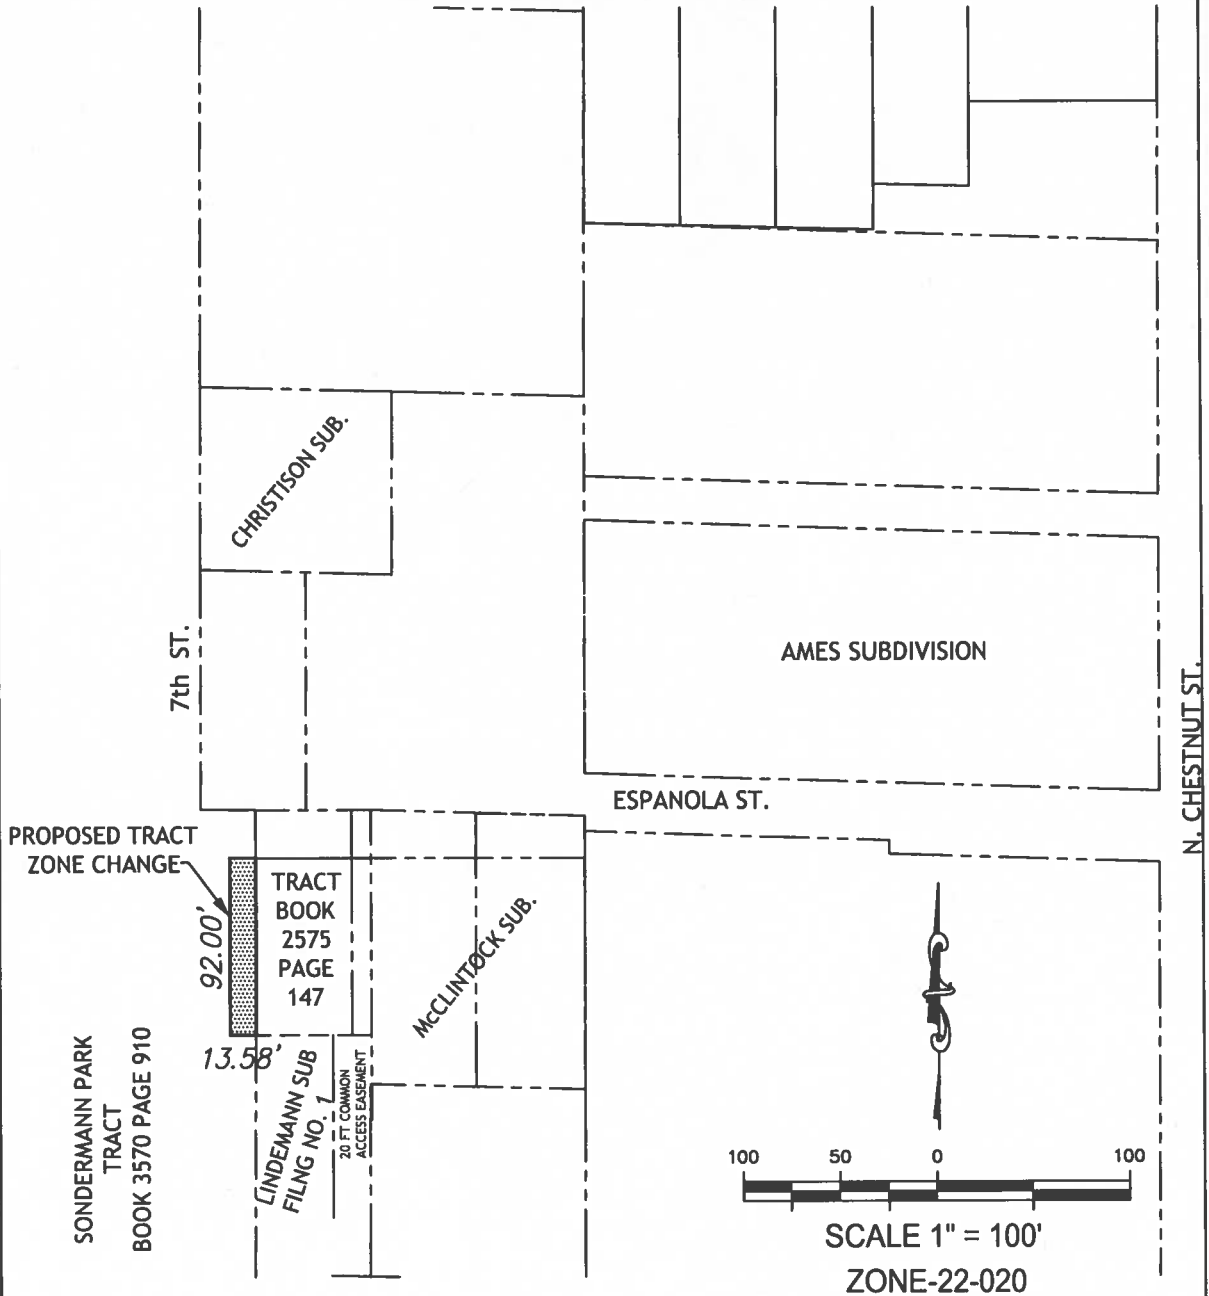 CHRISTISON SUB.
7th ST.
AMES SUBDIVISION
N. CHESTNUT ST.
ESPANOLA ST.
PROPOSED TRACT
ZONE CHANGE
92.00'
TRACT
BOOK
2575
PAGE
147
McCLINTOCK SUB.
13.58'
SONDERMANN PARK
TRACT
BOOK 3570 PAGE 910
LINDEMANN SUB
FILNG NO. 1
20 FT COMMON
ACCESS EASEMENT
100 50 0 100
SCALE 1" = 100'
ZONE-22-020